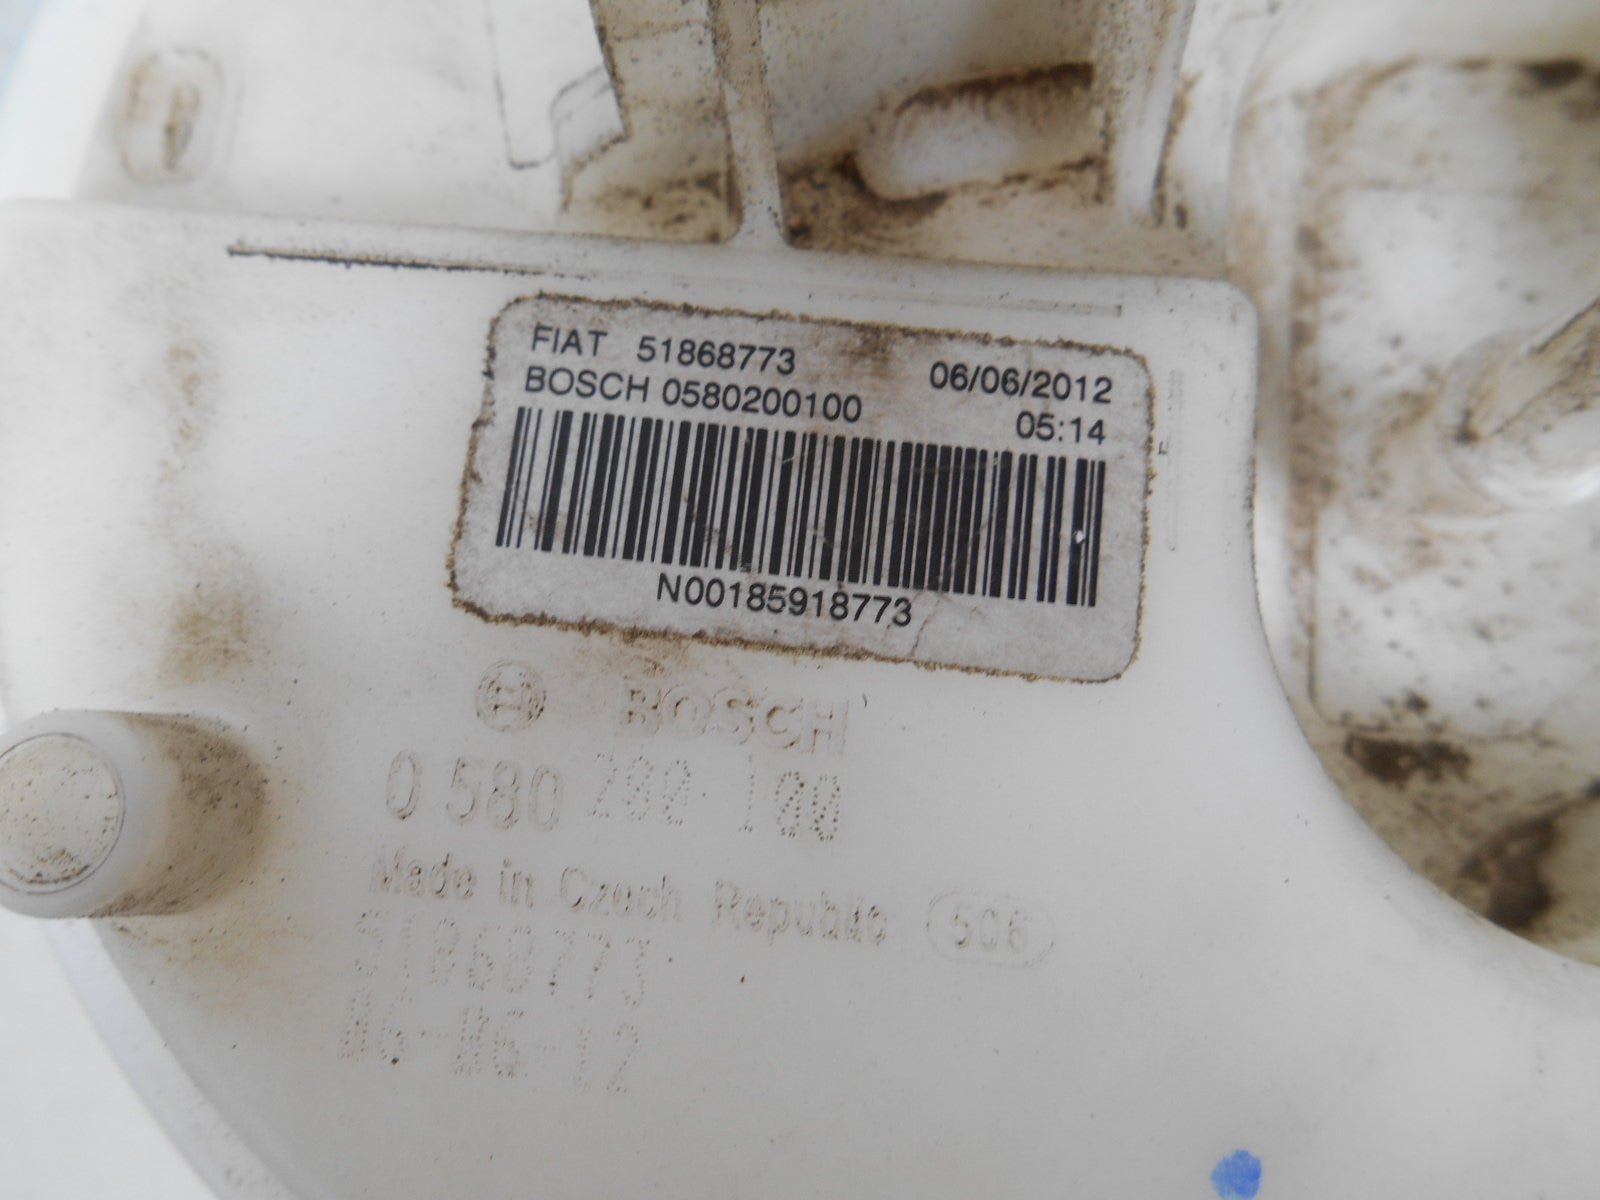 FIAT 51868773 06/06/2012
BOSCH 0580200100 05:14
N00185918773
BOSCH
0 580 200 100
Made in Czech Republic 506
51868773
06-06-12